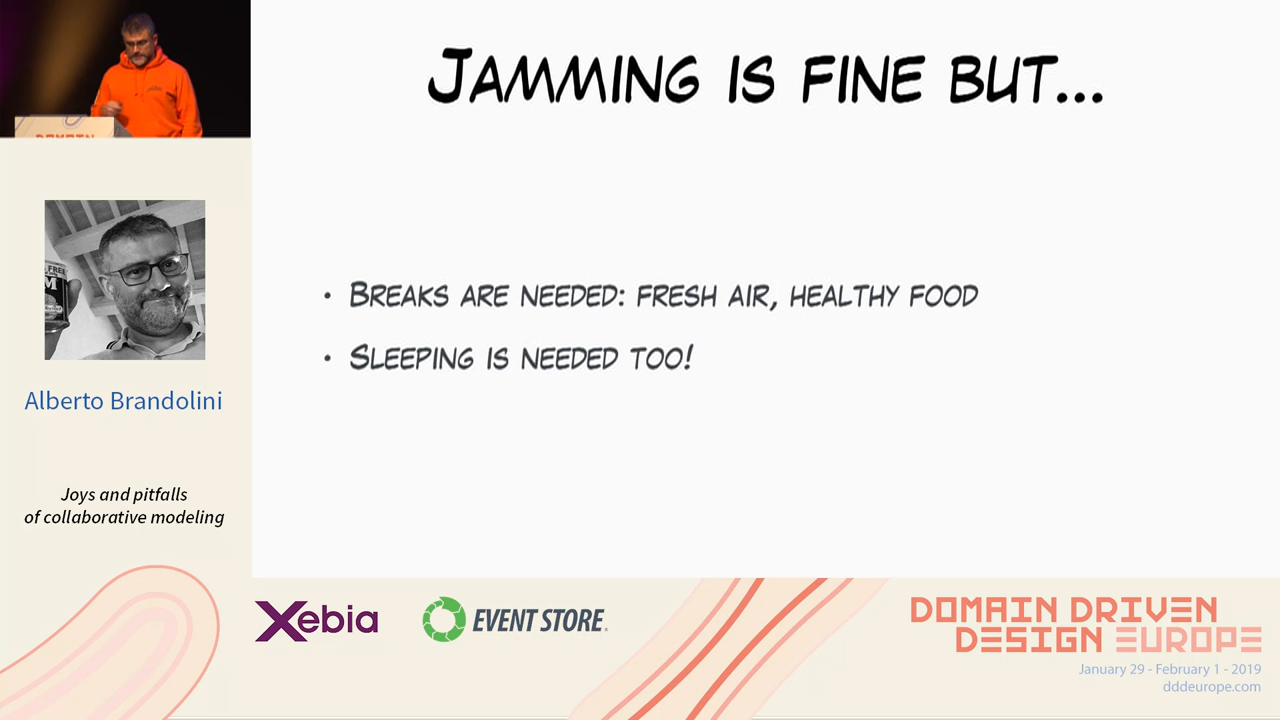 JAMMING IS FINE BUT...
• BREAKS ARE NEEDED: FRESH AIR, HEALTHY FOOD
• SLEEPING IS NEEDED TOO!
Alberto Brandolini
Joys and pitfalls
of collaborative modeling
Xebia
EVENT STORE
DOMAIN DRIVEN
DESIGN EUROPE
January 29 - February 1 - 2019
dddeurope.com